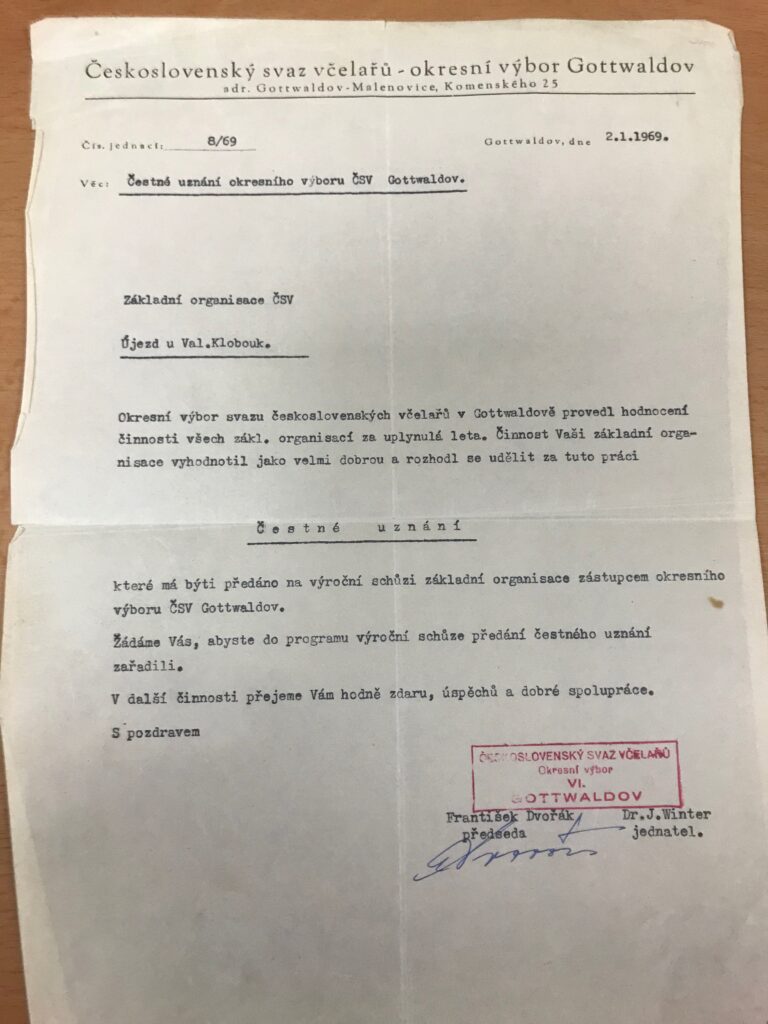 Československý svaz včelařů - okresní výbor Gottwaldov
adr. Gottwaldov-Malenovice, Komenského 25
Čís. jednací: 8/69
Gottwaldov, dne 2.1.1969.
Věc: Čestné uznání okresního výboru ČSV Gottwaldov.
Základní organisace ČSV
Újezd u Val.Klobouk.
Okresní výbor svazu československých včelařů v Gottwaldově provedl hodnocení
činnosti všech zákl. organisací za uplynulá leta. Činnost Vaši základní orga-
nisace vyhodnotil jako velmi dobrou a rozhodl se udělit za tuto práci
Čestné uznání
které má býti předáno na výroční schůzi základní organisace zástupcem okresního
výboru ČSV Gottwaldov.
Žádáme Vás, abyste do programu výroční schůze předání čestného uznání
zařadili.
V další činnosti přejeme Vám hodně zdaru, úspěchů a dobré spolupráce.
S pozdravem
ČESKOSLOVENSKÝ SVAZ VČELAŘŮ
Okresní výbor
VI.
GOTTWALDOV
František Dvořák Dr.J.Winter
předseda jednatel.